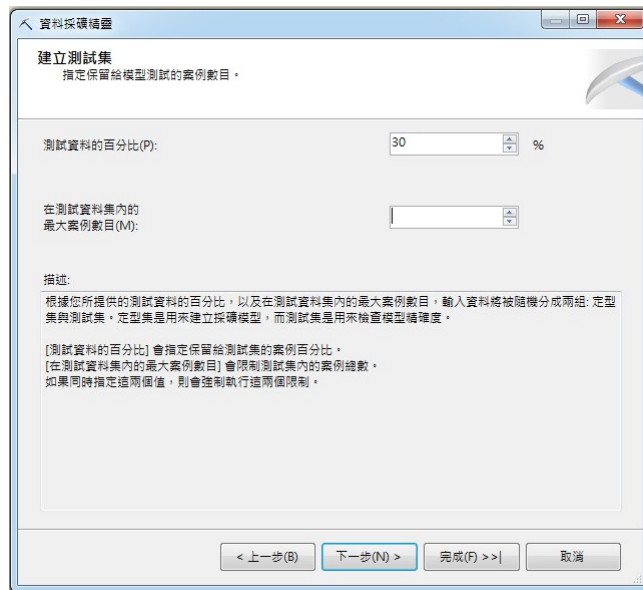 資料採礦精靈
建立測試集
指定保留給模型測試的案例數目。
測試資料的百分比(P):
30
%
在測試資料集內的
最大案例數目(M):
描述:
根據您所提供的測試資料的百分比，以及在測試資料集內的最大案例數目，輸入資料將被隨機分成兩組: 定型
集與測試集。定型集是用來建立採礦模型，而測試集是用來檢查模型精確度。
[測試資料的百分比] 會指定保留給測試集的案例百分比。
[在測試資料集內的最大案例數目] 會限制測試集內的案例總數。
如果同時指定這兩個值，則會強制執行這兩個限制。
< 上一步(B)
下一步(N) >
完成(F) >>|
取消